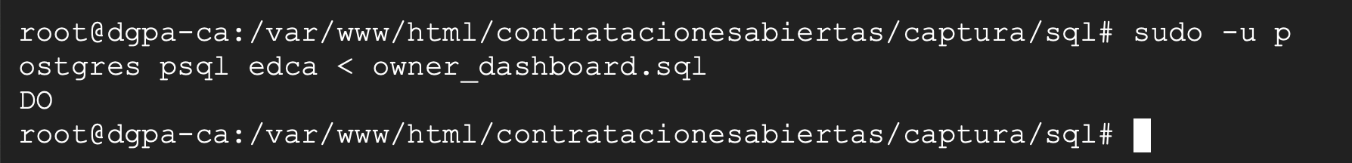 root@dgpa-ca:/var/www/html/contratacionesabiertas/captura/sql# sudo -u p
ostgres psql edca < owner_dashboard.sql
DO
root@dgpa-ca:/var/www/html/contratacionesabiertas/captura/sql#